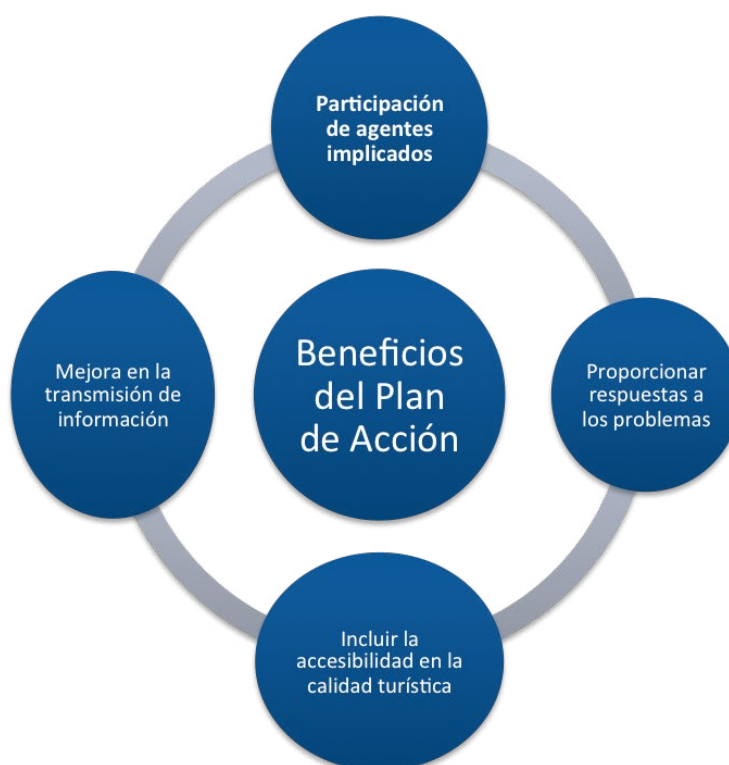 Participación
de agentes
implicados
Beneficios
del Plan
de Acción
Mejora en la
transmisión de
información
Proporcionar
respuestas a
los problemas
Incluir la
accesibilidad en la
calidad turística